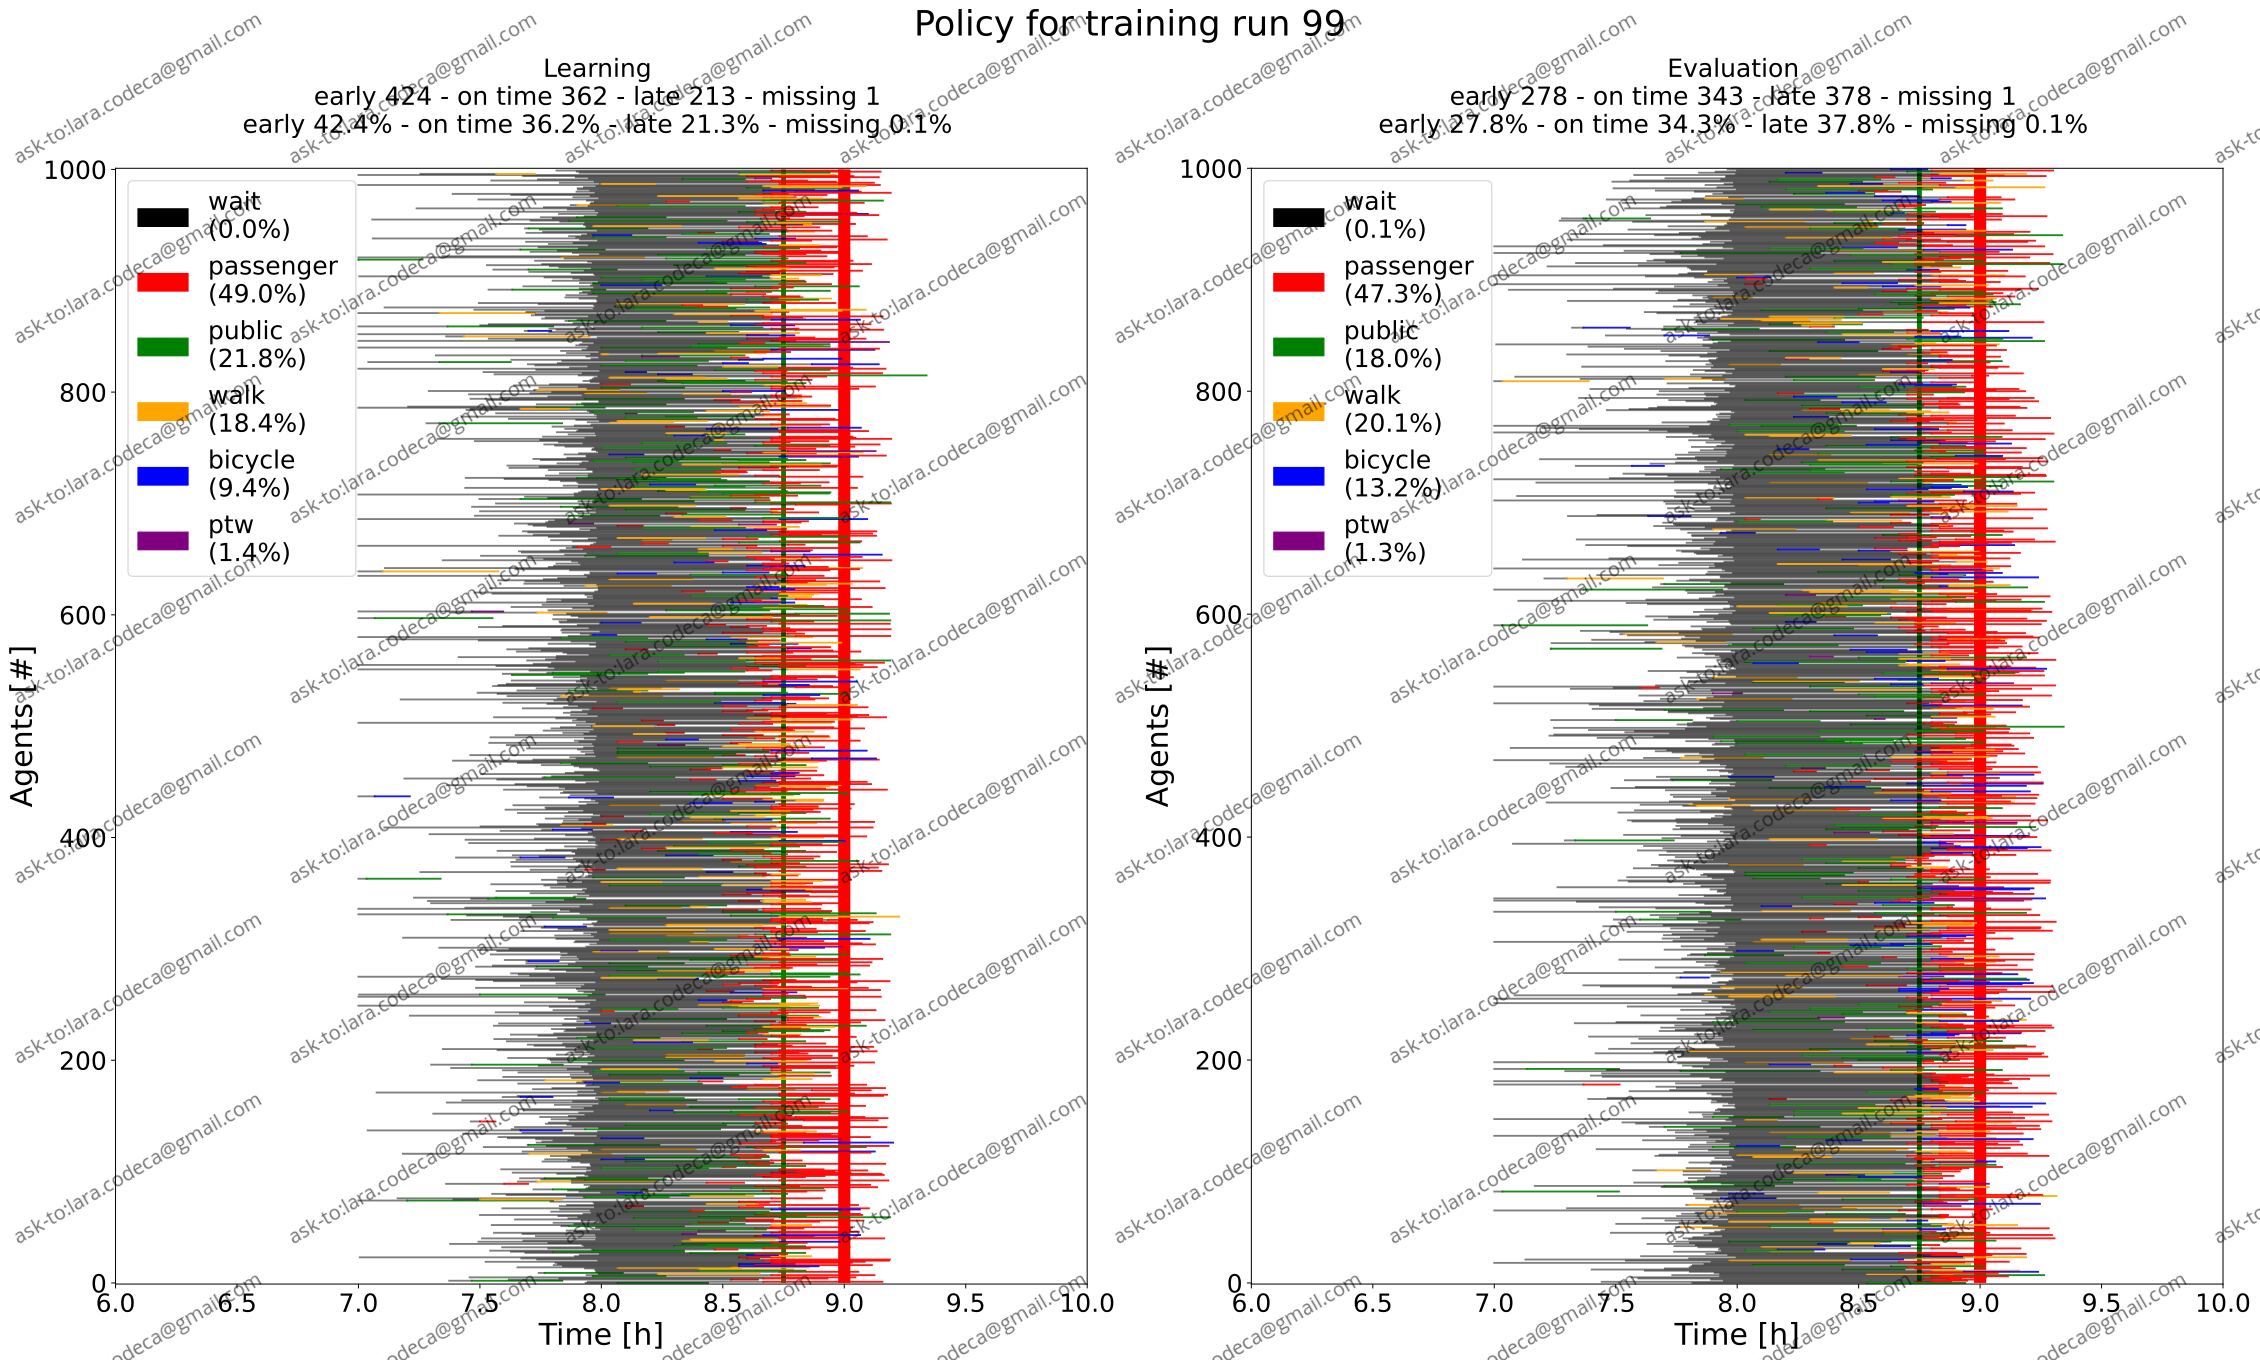 Policy for training run 99
Learning
early 424 - on time 362 - late 213 - missing 1
early 42.4% - on time 36.2% - late 21.3% - missing 0.1%
Agents [#]
1000
800
600
400
200
0
wait
(0.0%)
passenger
(49.0%)
public
(21.8%)
walk
(18.4%)
bicycle
(9.4%)
ptw
(1.4%)
6.0 6.5 7.0 7.5 8.0 8.5 9.0 9.5 10.0
Time [h]
Evaluation
early 278 - on time 343 - late 378 - missing 1
early 27.8% - on time 34.3% - late 37.8% - missing 0.1%
Agents [#]
1000
800
600
400
200
0
wait
(0.1%)
passenger
(47.3%)
public
(18.0%)
walk
(20.1%)
bicycle
(13.2%)
ptw
(1.3%)
6.0 6.5 7.0 7.5 8.0 8.5 9.0 9.5 10.0
Time [h]
ask-to:lara.codeca@gmail.com